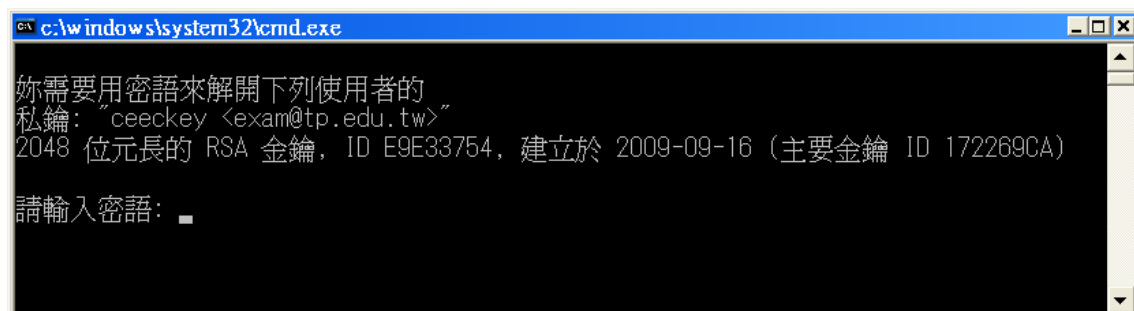 c:\windows\system32\cmd.exe
妳需要用密語來解開下列使用者的
私鑰: "ceeckey <exam@tp.edu.tw>"
2048 位元長的 RSA 金鑰, ID E9E33754, 建立於 2009-09-16 (主要金鑰 ID 172269CA)
請輸入密語: